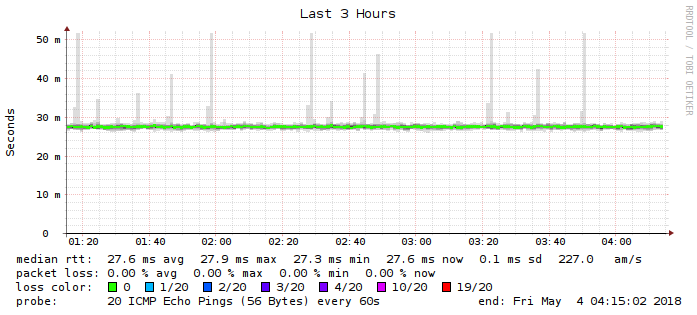 Last 3 Hours
RRDTOOL / TOBI OETIKER
Seconds
50 m
40 m
30 m
20 m
10 m
0
01:20 01:40 02:00 02:20 02:40 03:00 03:20 03:40 04:00
median rtt: 27.6 ms avg 27.9 ms max 27.3 ms min 27.6 ms now 0.1 ms sd 227.0 am/s
packet loss: 0.00 % avg 0.00 % max 0.00 % min 0.00 % now
loss color: 0 1/20 2/20 3/20 4/20 10/20 19/20
probe: 20 ICMP Echo Pings (56 Bytes) every 60s end: Fri May 4 04:15:02 2018